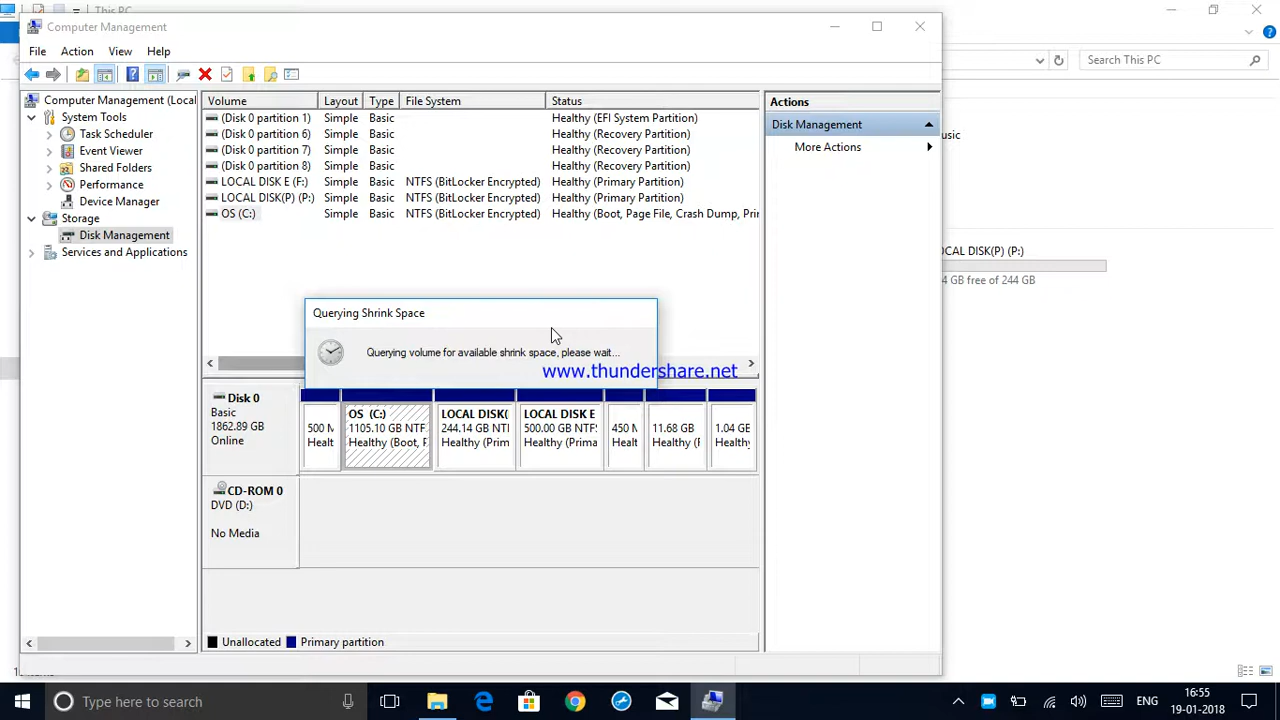 This PC
Computer Management
File Action View Help
Search This PC
Computer Management (Local
System Tools
Task Scheduler
Event Viewer
Shared Folders
Performance
Device Manager
Storage
Disk Management
Services and Applications
Volume Layout Type File System Status
(Disk 0 partition 1) Simple Basic Healthy (EFI System Partition)
(Disk 0 partition 6) Simple Basic Healthy (Recovery Partition)
(Disk 0 partition 7) Simple Basic Healthy (Recovery Partition)
(Disk 0 partition 8) Simple Basic Healthy (Recovery Partition)
LOCAL DISK E (F:) Simple Basic NTFS (BitLocker Encrypted) Healthy (Primary Partition)
LOCAL DISK(P) (P:) Simple Basic NTFS (BitLocker Encrypted) Healthy (Primary Partition)
OS (C:) Simple Basic NTFS (BitLocker Encrypted) Healthy (Boot, Page File, Crash Dump, Pri
Actions
Disk Management
More Actions
usic
OCAL DISK(P) (P:)
4 GB free of 244 GB
Querying Shrink Space
Querying volume for available shrink space, please wait...
www.thundershare.net
Disk 0
Basic
1862.89 GB
Online
500 M
Healt
OS (C:)
1105.10 GB NTF
Healthy (Boot, P
LOCAL DISK(
244.14 GB NTF
Healthy (Prim
LOCAL DISK E
500.00 GB NTF
Healthy (Prima
450 N
Healt
11.68 GB
Healthy (F
1.04 GE
Healthy
CD-ROM 0
DVD (D:)
No Media
Unallocated Primary partition
Type here to search
ENG
16:55
19-01-2018